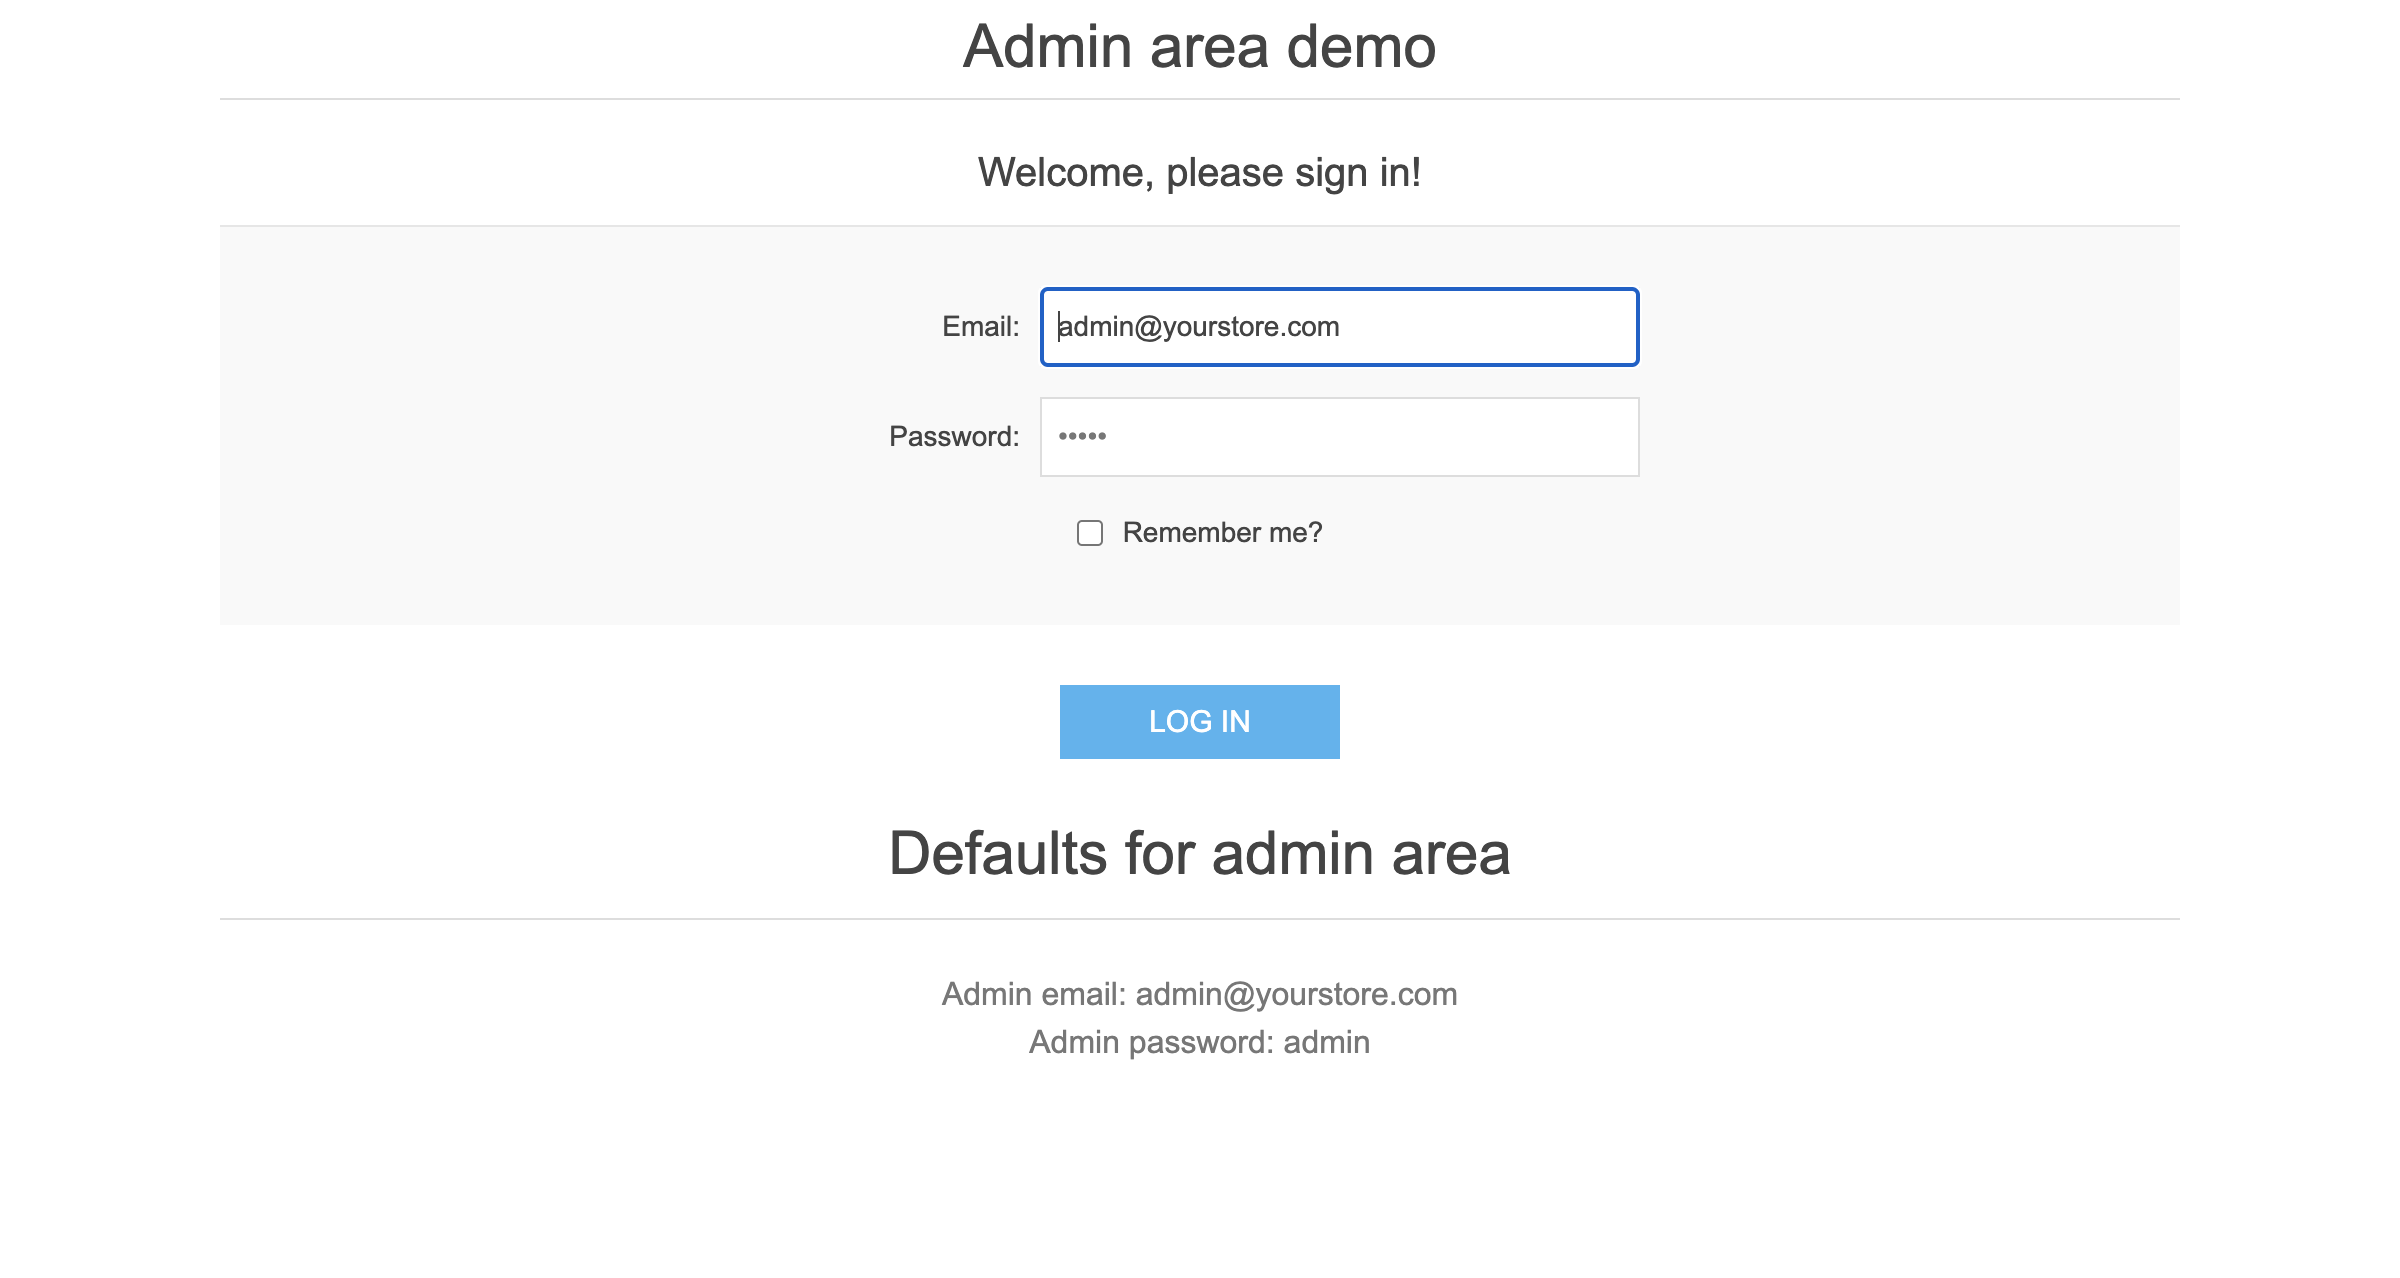 Admin area demo
Welcome, please sign in!
Email: admin@yourstore.com
Password: •••••
Remember me?
LOG IN
Defaults for admin area
Admin email: admin@yourstore.com
Admin password: admin